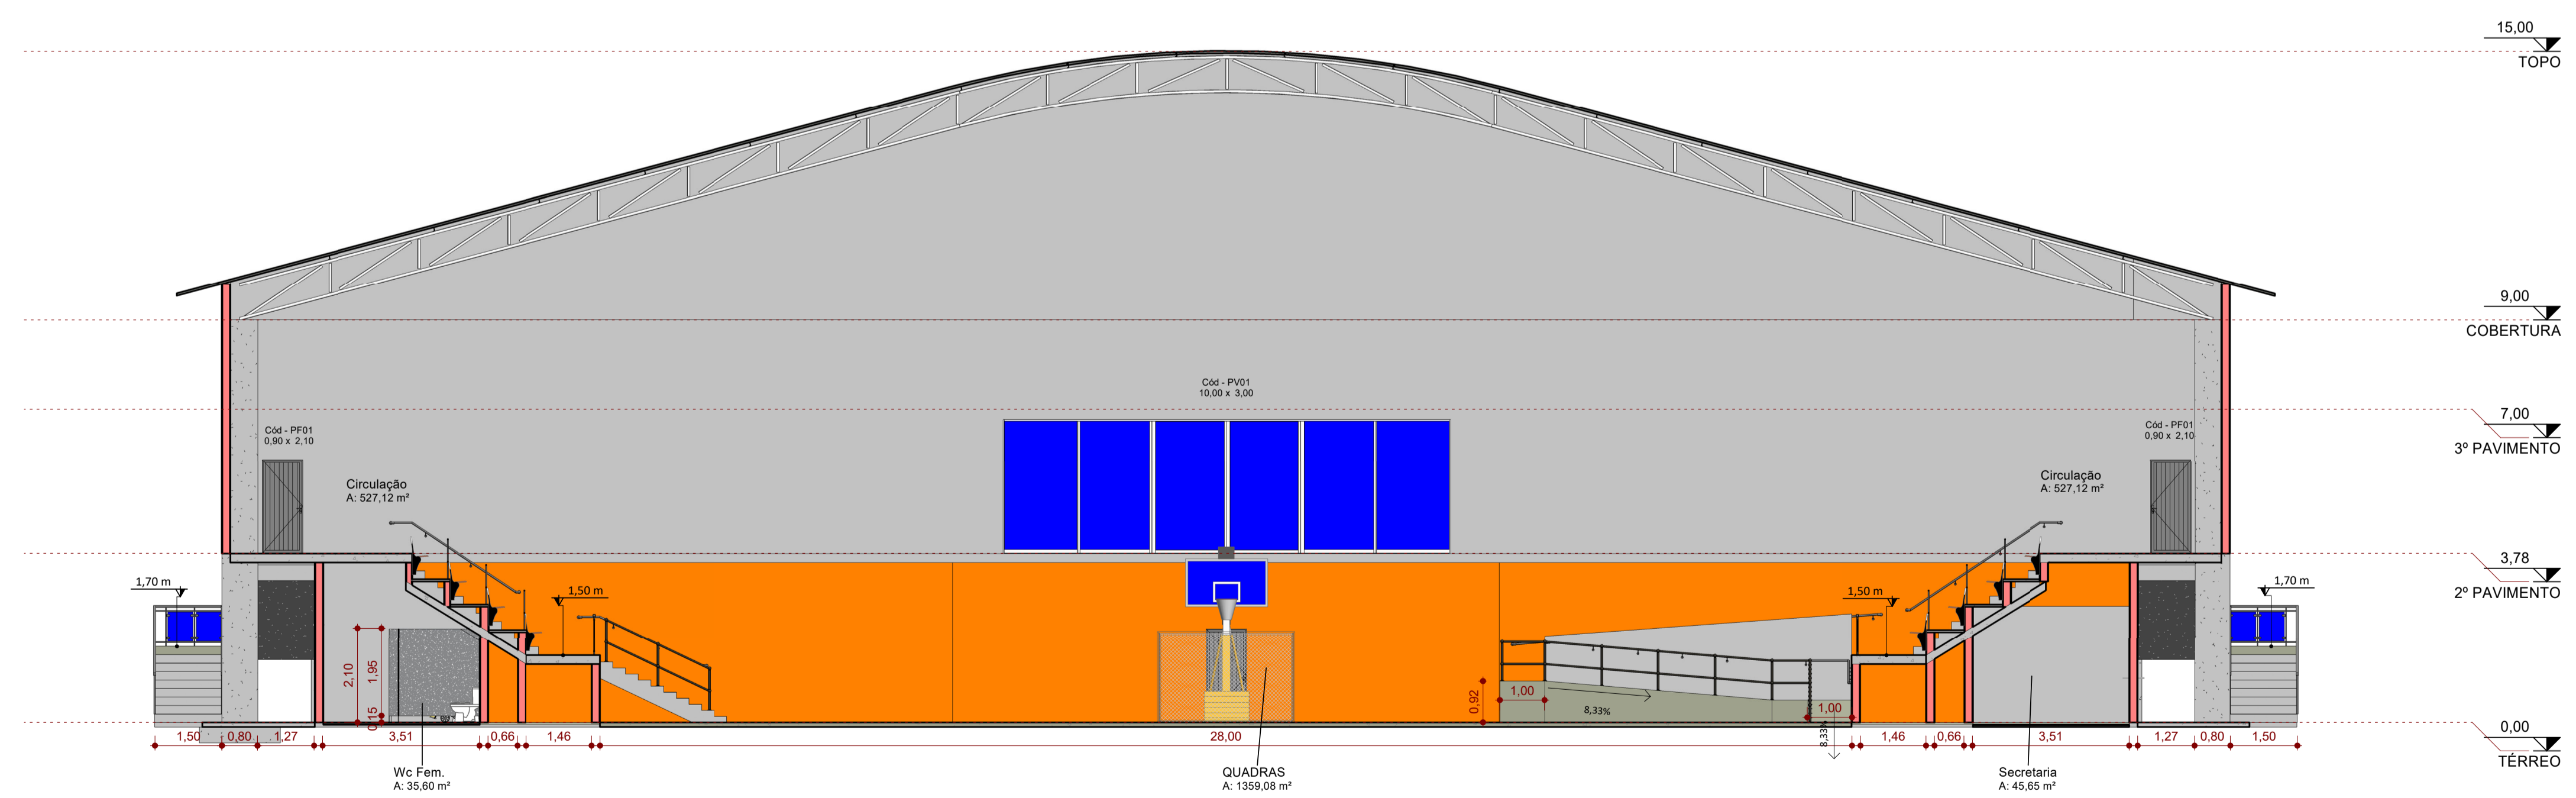 15,00
TOPO
9,00
COBERTURA
Cód - PV01
10,00 x 3,00
7,00
3º PAVIMENTO
Cód - PF01
0,90 x 2,10
Cód - PF01
0,90 x 2,10
Circulação
A: 527,12 m²
Circulação
A: 527,12 m²
3,78
2º PAVIMENTO
1,70 m
1,50 m
1,50 m
1,70 m
2,10
1,95
0,15
0,92
1,00
8,33%
1,00
8,33%
0,00
TÉRREO
1,50 0,80 1,27 3,51 0,66 1,46 28,00 1,46 0,66 3,51 1,27 0,80 1,50
Wc Fem.
A: 35,60 m²
QUADRAS
A: 1359,08 m²
Secretaria
A: 45,65 m²